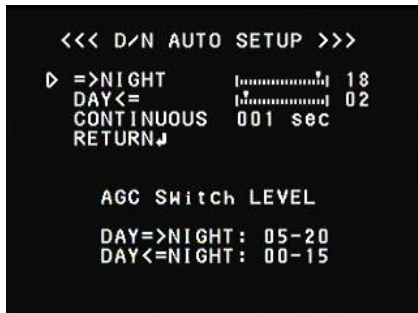 <<< D/N AUTO SETUP >>>
=>NIGHT 18
DAY<= 02
CONTINUOUS 001 sec
RETURN↲
AGC SWitCh LEVEL
DAY=>NIGHT: 05-20
DAY<=NIGHT: 00-15